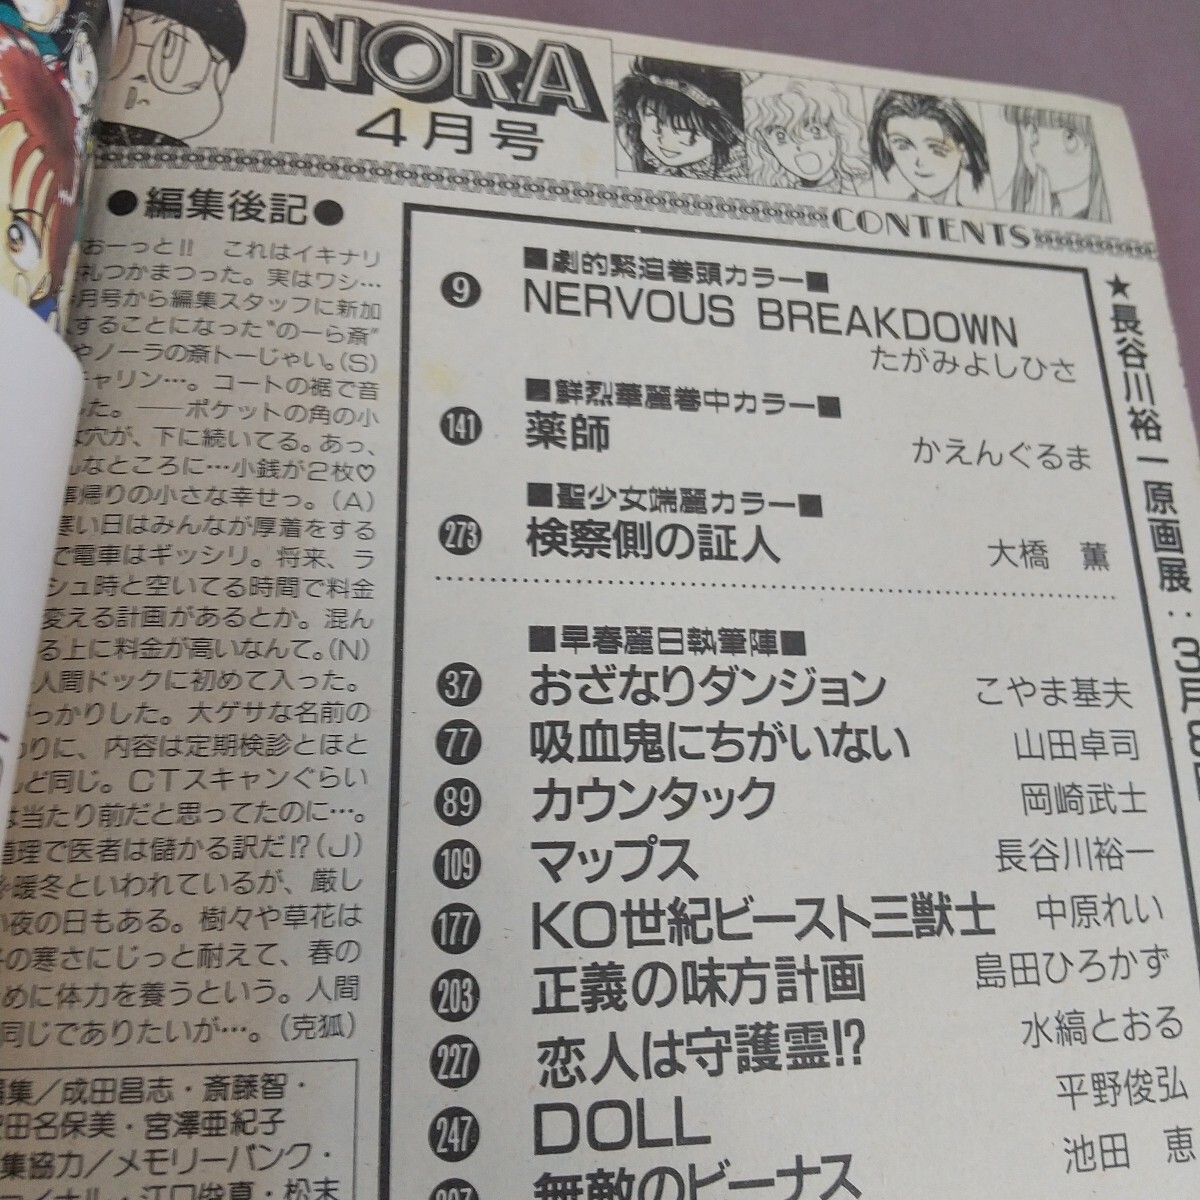 NORA
4月号
●編集後記●
おーっと!! これはイキナリ
礼つかまつった。実はワシ…
月号から編集スタッフに新加
することになった"のーら斎"
やノーラの斎トーじゃい。(S)
チャリン…。コートの裾で音
した。――ポケットの角の小
な穴が、下に続いてる。あっ、
んなところに…小銭が2枚♡
事帰りの小さな幸せっ。(A)
寒い日はみんなが厚着をする
で電車はギッシリ。将来、ラ
シュ時と空いてる時間で料金
変える計画があるとか。混ん
る上に料金が高いなんて。(N)
人間ドックに初めて入った。
がっかりした。大ゲサな名前の
わりに、内容は定期検診とほと
んど同じ。CTスキャンぐらい
は当たり前だと思ってたのに…。
道理で医者は儲かる訳だ!?(J)
暖冬といわれているが、厳し
い夜の日もある。樹々や草花は
の寒さにじっと耐えて、春の
めに体力を養うという。人間
同じでありたいが…。(克狐)
編集/成田昌志・斎藤智・
田名保美・宮澤亜紀子
集協力/メモリーバンク・
CONTENTS
■劇的緊迫巻頭カラー■
9 NERVOUS BREAKDOWN
たがみよしひさ
■鮮烈華麗巻中カラー■
141 薬師 かえんぐるま
■聖少女端麗カラー■
273 検察側の証人 大橋 薫
■早春麗日執筆陣■
37 おざなりダンジョン こやま基夫
77 吸血鬼にちがいない 山田卓司
89 カウンタック 岡崎武士
109 マップス 長谷川裕一
177 KO世紀ビースト三獣士 中原れい
203 正義の味方計画 島田ひろかず
227 恋人は守護霊!? 水縞とおる
247 DOLL 平野俊弘
無敵のビーナス 池田 恵
★長谷川裕一原画展:3月8